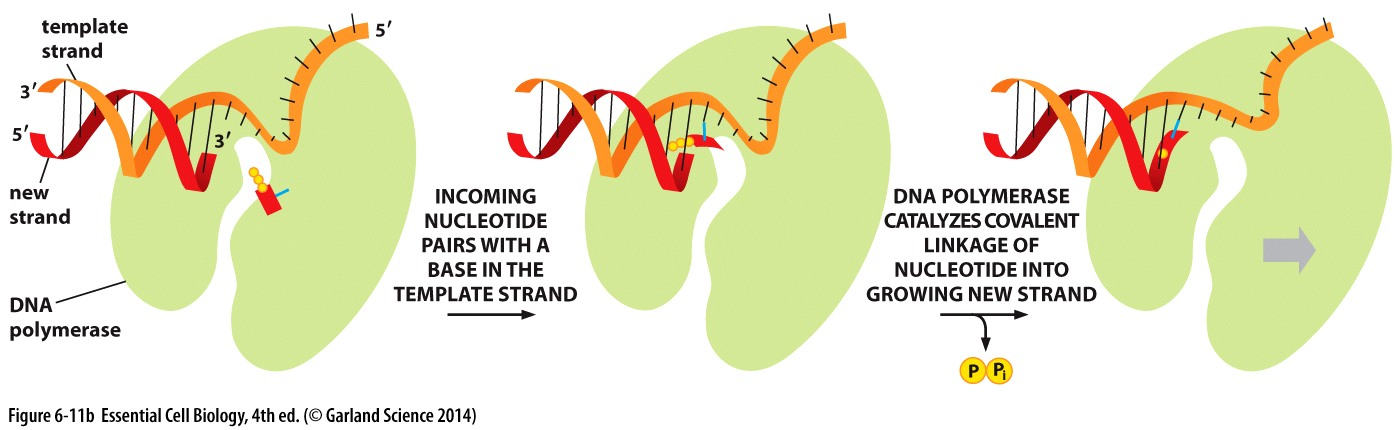 template
strand
5′
3′
5′
3′
new
strand
DNA
polymerase
INCOMING
NUCLEOTIDE
PAIRS WITH A
BASE IN THE
TEMPLATE STRAND
DNA POLYMERASE
CATALYZES COVALENT
LINKAGE OF
NUCLEOTIDE INTO
GROWING NEW STRAND
P Pi
Figure 6-11b Essential Cell Biology, 4th ed. (© Garland Science 2014)